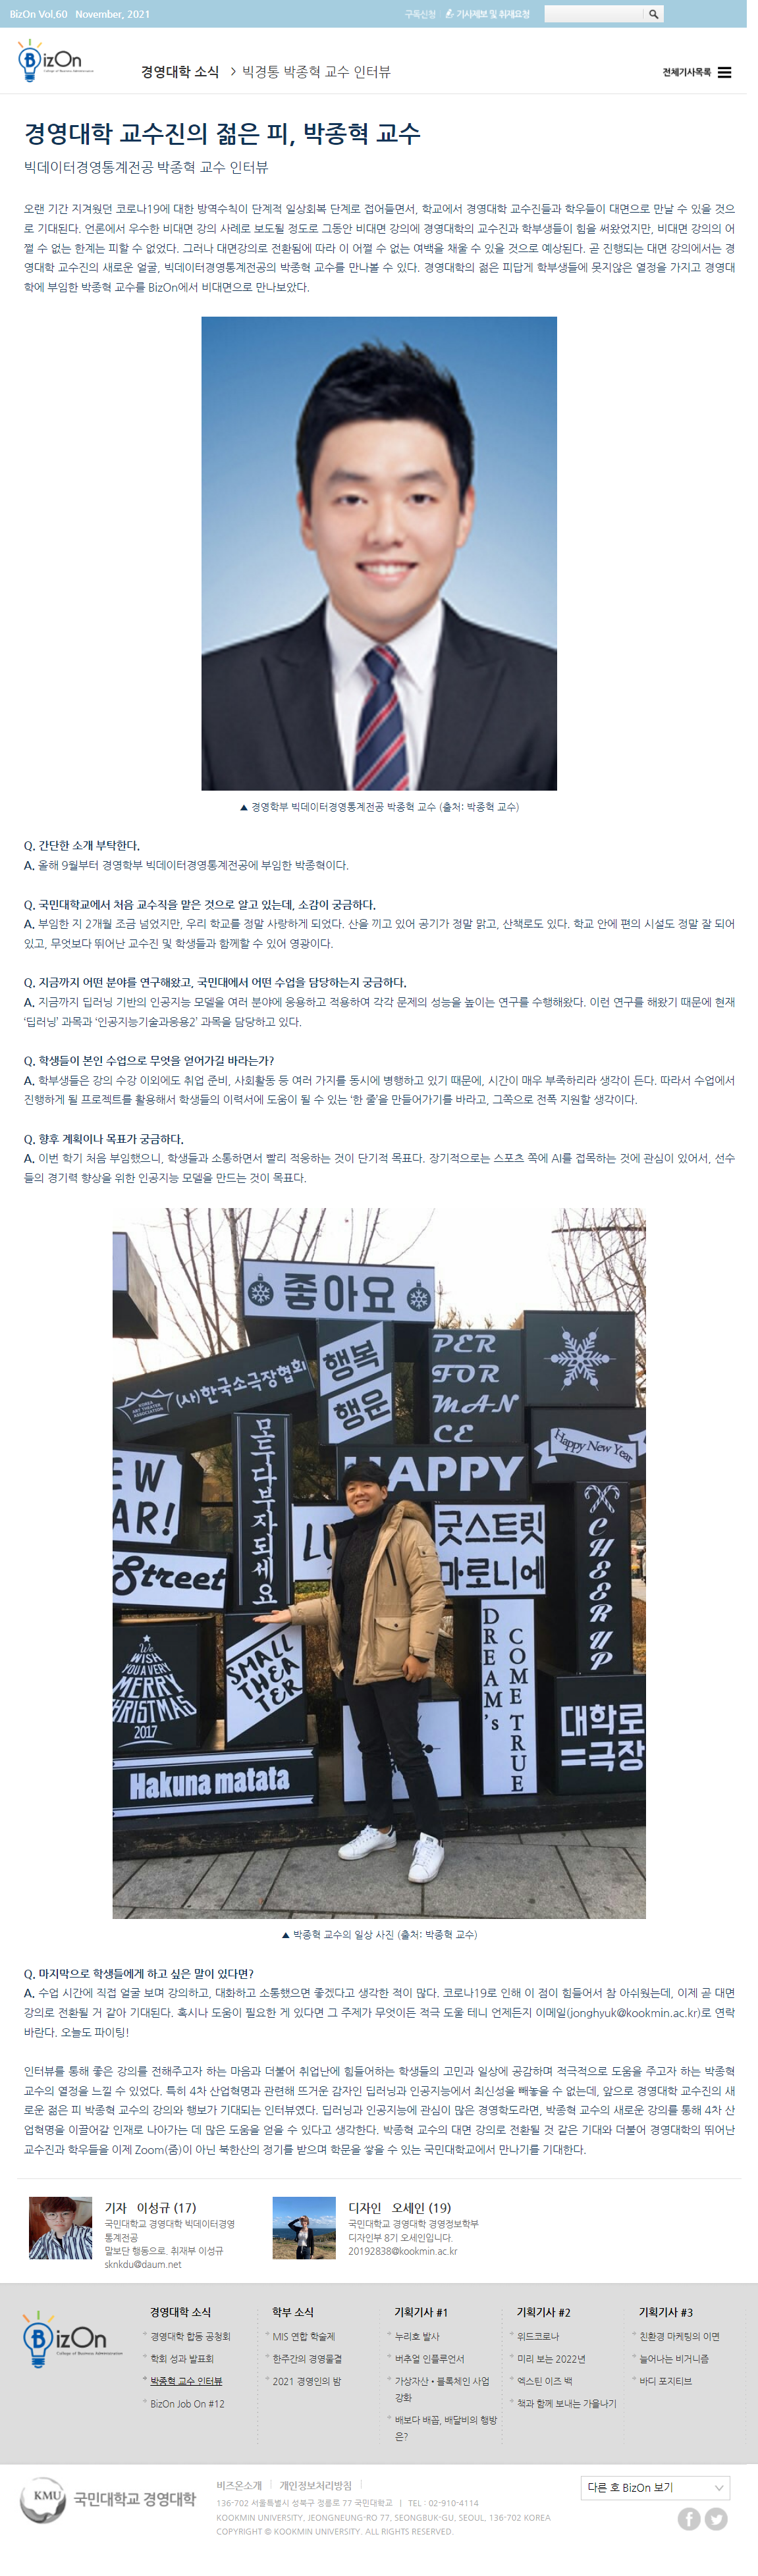 BizOn Vol.60 November, 2021
구독신청 기사제보 및 취재요청
BizOn
College of Business Administration
경영대학 소식 > 빅경통 박종혁 교수 인터뷰
전체기사목록
경영대학 교수진의 젊은 피, 박종혁 교수
빅데이터경영통계전공 박종혁 교수 인터뷰
오랜 기간 지겨웠던 코로나19에 대한 방역수칙이 단계적 일상회복 단계로 접어들면서, 학교에서 경영대학 교수진들과 학우들이 대면으로 만날 수 있을 것으
로 기대된다. 언론에서 우수한 비대면 강의 사례로 보도될 정도로 그동안 비대면 강의에 경영대학의 교수진과 학부생들이 힘을 써왔었지만, 비대면 강의의 어
쩔 수 없는 한계는 피할 수 없었다. 그러나 대면강의로 전환됨에 따라 이 어쩔 수 없는 여백을 채울 수 있을 것으로 예상된다. 곧 진행되는 대면 강의에서는 경
영대학 교수진의 새로운 얼굴, 빅데이터경영통계전공의 박종혁 교수를 만나볼 수 있다. 경영대학의 젊은 피답게 학부생들에 못지않은 열정을 가지고 경영대
학에 부임한 박종혁 교수를 BizOn에서 비대면으로 만나보았다.
▲ 경영학부 빅데이터경영통계전공 박종혁 교수 (출처: 박종혁 교수)
Q. 간단한 소개 부탁한다.
A. 올해 9월부터 경영학부 빅데이터경영통계전공에 부임한 박종혁이다.
Q. 국민대학교에서 처음 교수직을 맡은 것으로 알고 있는데, 소감이 궁금하다.
A. 부임한 지 2개월 조금 넘었지만, 우리 학교를 정말 사랑하게 되었다. 산을 끼고 있어 공기가 정말 맑고, 산책로도 있다. 학교 안에 편의 시설도 정말 잘 되어
있고, 무엇보다 뛰어난 교수진 및 학생들과 함께할 수 있어 영광이다.
Q. 지금까지 어떤 분야를 연구해왔고, 국민대에서 어떤 수업을 담당하는지 궁금하다.
A. 지금까지 딥러닝 기반의 인공지능 모델을 여러 분야에 응용하고 적용하여 각각 문제의 성능을 높이는 연구를 수행해왔다. 이런 연구를 해왔기 때문에 현재
‘딥러닝’ 과목과 ‘인공지능기술과응용2’ 과목을 담당하고 있다.
Q. 학생들이 본인 수업으로 무엇을 얻어가길 바라는가?
A. 학부생들은 강의 수강 이외에도 취업 준비, 사회활동 등 여러 가지를 동시에 병행하고 있기 때문에, 시간이 매우 부족하리라 생각이 든다. 따라서 수업에서
진행하게 될 프로젝트를 활용해서 학생들의 이력서에 도움이 될 수 있는 ‘한 줄’을 만들어가기를 바라고, 그쪽으로 전폭 지원할 생각이다.
Q. 향후 계획이나 목표가 궁금하다.
A. 이번 학기 처음 부임했으니, 학생들과 소통하면서 빨리 적응하는 것이 단기적 목표다. 장기적으로는 스포츠 쪽에 AI를 접목하는 것에 관심이 있어서, 선수
들의 경기력 향상을 위한 인공지능 모델을 만드는 것이 목표다.
좋아요
(사)한국소극장협회
KOREA ART THEATER ASSOCIATION
행복
행운
PER
FOR
MAN
CE
Happy New Year
모두다부자되세요
EW
AR!
HAPPY
굿스트릿
마로니에
CHEER UP
Street
We
WISH
YOU A VERY
MERRY
CHRISTMAS
2017
SMALL
THEA
TER
DREAM's
COME TRUE
대학로
=극장
Hakuna matata
▲ 박종혁 교수의 일상 사진 (출처: 박종혁 교수)
Q. 마지막으로 학생들에게 하고 싶은 말이 있다면?
A. 수업 시간에 직접 얼굴 보며 강의하고, 대화하고 소통했으면 좋겠다고 생각한 적이 많다. 코로나19로 인해 이 점이 힘들어서 참 아쉬웠는데, 이제 곧 대면
강의로 전환될 거 같아 기대된다. 혹시나 도움이 필요한 게 있다면 그 주제가 무엇이든 적극 도울 테니 언제든지 이메일(jonghyuk@kookmin.ac.kr)로 연락
바란다. 오늘도 파이팅!
인터뷰를 통해 좋은 강의를 전해주고자 하는 마음과 더불어 취업난에 힘들어하는 학생들의 고민과 일상에 공감하며 적극적으로 도움을 주고자 하는 박종혁
교수의 열정을 느낄 수 있었다. 특히 4차 산업혁명과 관련해 뜨거운 감자인 딥러닝과 인공지능에서 최신성을 빼놓을 수 없는데, 앞으로 경영대학 교수진의 새
로운 젊은 피 박종혁 교수의 강의와 행보가 기대되는 인터뷰였다. 딥러닝과 인공지능에 관심이 많은 경영학도라면, 박종혁 교수의 새로운 강의를 통해 4차 산
업혁명을 이끌어갈 인재로 나아가는 데 많은 도움을 얻을 수 있다고 생각한다. 박종혁 교수의 대면 강의로 전환될 것 같은 기대와 더불어 경영대학의 뛰어난
교수진과 학우들을 이제 Zoom(줌)이 아닌 북한산의 정기를 받으며 학문을 쌓을 수 있는 국민대학교에서 만나기를 기대한다.
기자 이성규 (17)
국민대학교 경영대학 빅데이터경영
통계전공
말보단 행동으로. 취재부 이성규
sknkdu@daum.net
디자인 오세인 (19)
국민대학교 경영대학 경영정보학부
디자인부 8기 오세인입니다.
20192838@kookmin.ac.kr
BizOn
College of Business Administration
경영대학 소식
경영대학 합동 공청회
학회 성과 발표회
박종혁 교수 인터뷰
BizOn Job On #12
학부 소식
MIS 연합 학술제
한주간의 경영물결
2021 경영인의 밤
기획기사 #1
누리호 발사
버추얼 인플루언서
가상자산 • 블록체인 사업
강화
배보다 배꼽, 배달비의 행방
은?
기획기사 #2
위드코로나
미리 보는 2022년
엑스틴 이즈 백
책과 함께 보내는 가을나기
기획기사 #3
친환경 마케팅의 이면
늘어나는 비거니즘
바디 포지티브
KMU 국민대학교 경영대학
비즈온소개 | 개인정보처리방침 |
136-702 서울특별시 성북구 정릉로 77 국민대학교 | TEL : 02-910-4114
KOOKMIN UNIVERSITY, JEONGNEUNG-RO 77, SEONGBUK-GU, SEOUL, 136-702 KOREA
COPYRIGHT © KOOKMIN UNIVERSITY. ALL RIGHTS RESERVED.
다른 호 BizOn 보기